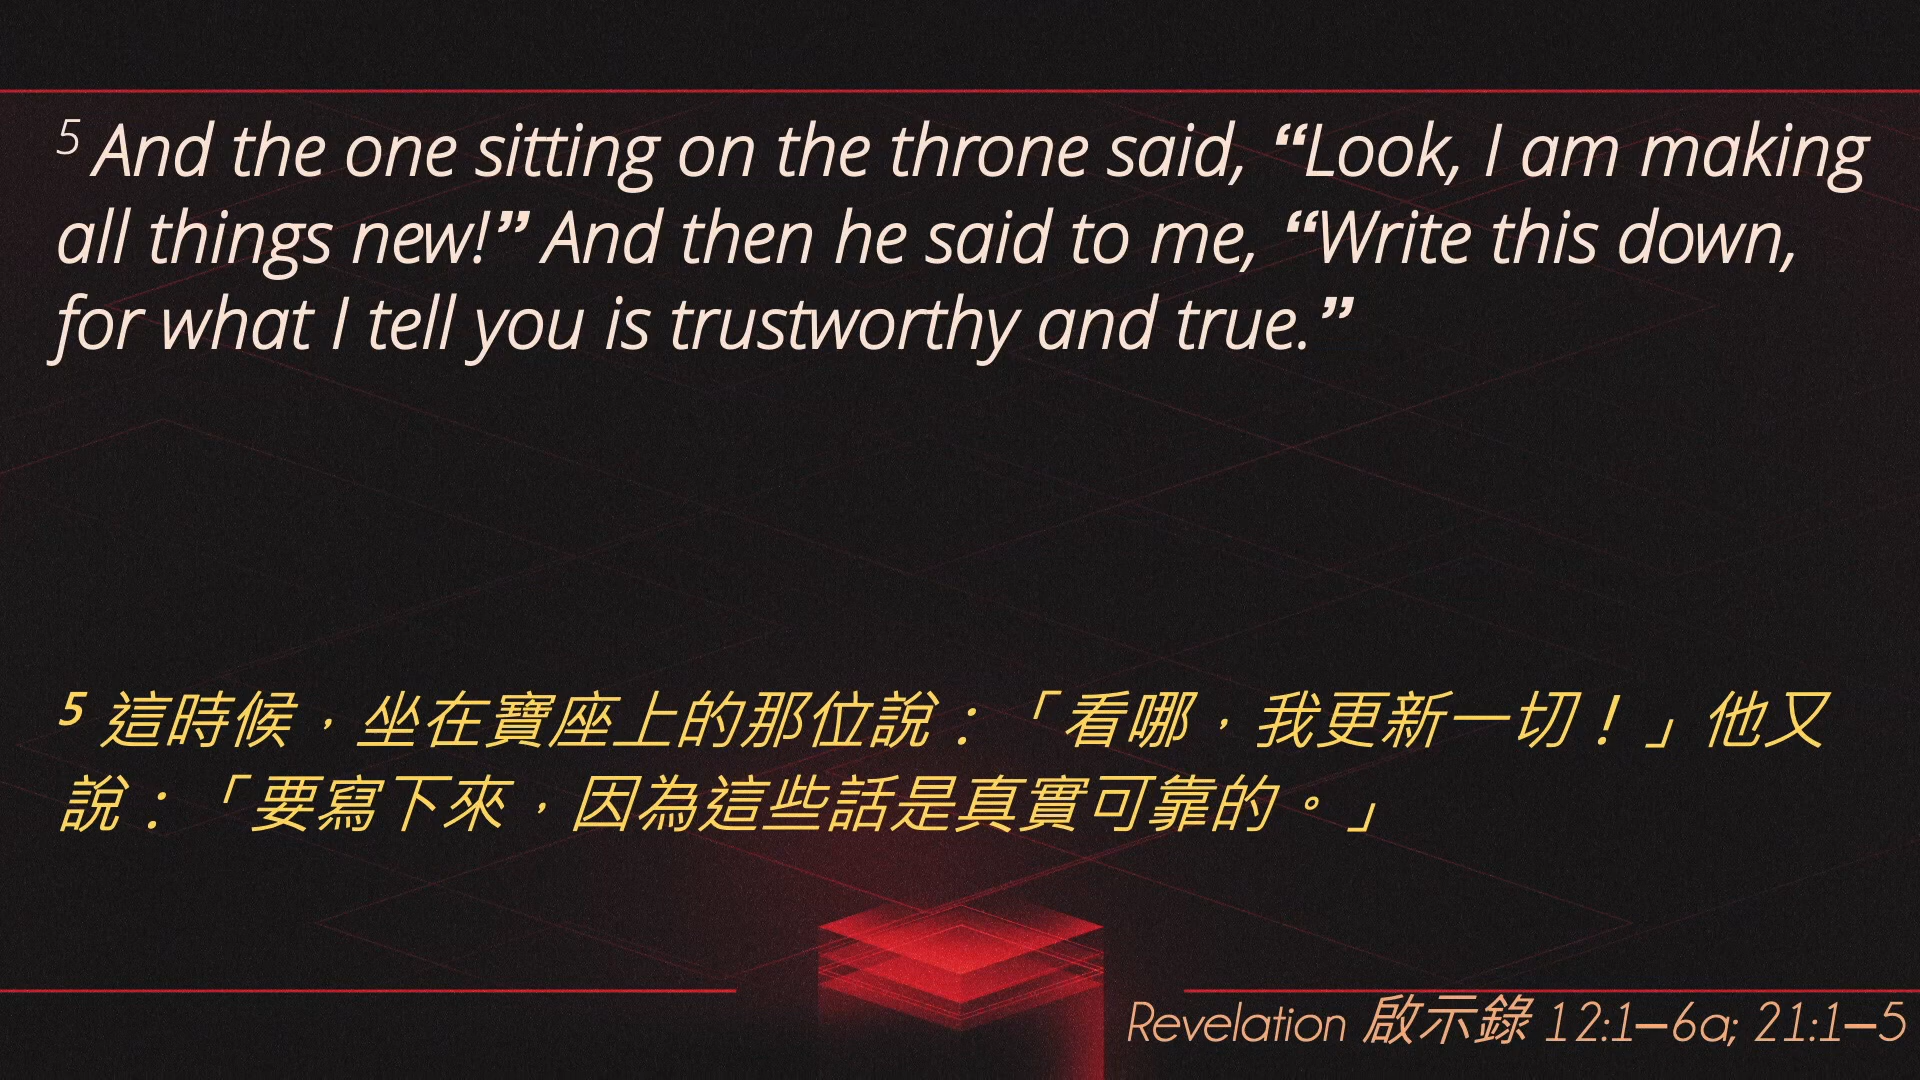 5 And the one sitting on the throne said, “Look, I am making
all things new!” And then he said to me, “Write this down,
for what I tell you is trustworthy and true.”
5 這時候，坐在寶座上的那位說：「看哪，我更新一切！」他又
說：「要寫下來，因為這些話是真實可靠的。」
Revelation 啟示錄 12:1–6a; 21:1–5